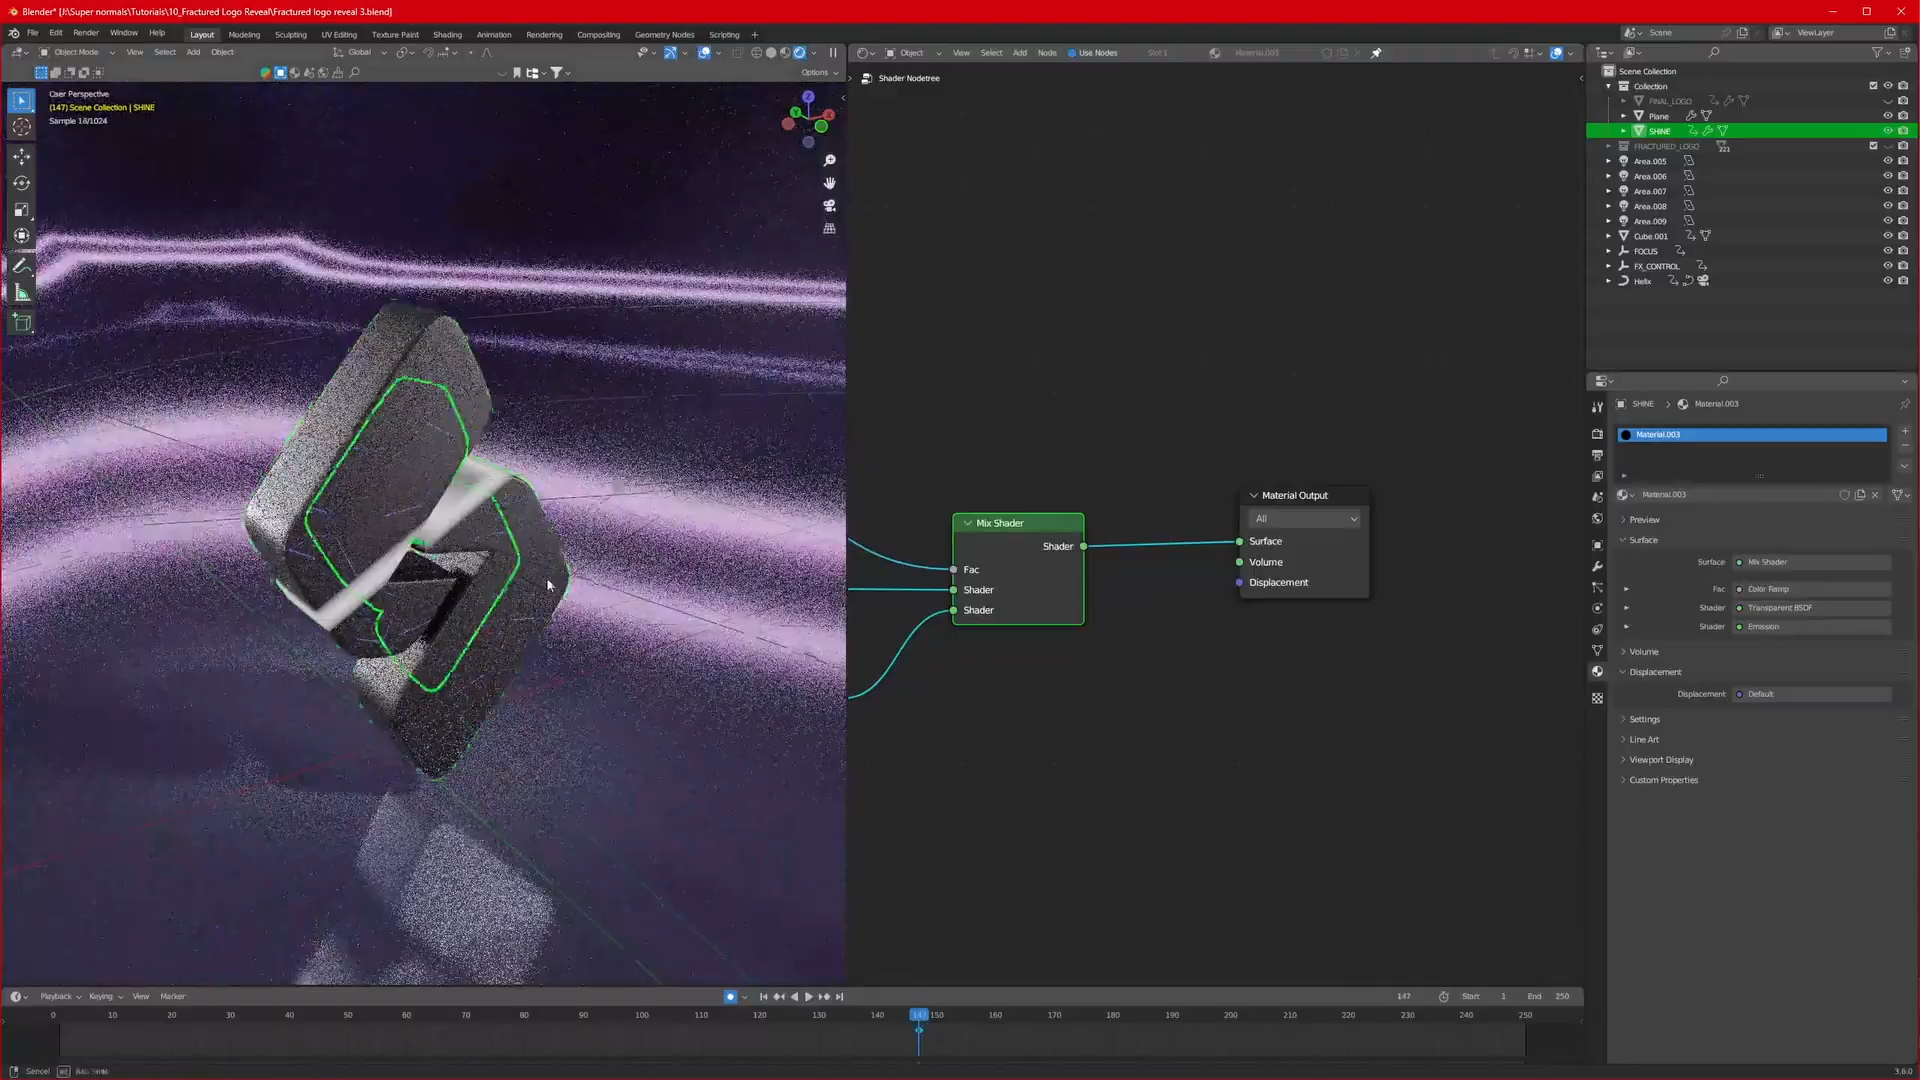 Blender* [J:\Super normals\Tutorials\10_Fractured Logo Reveal\Fractured logo reveal 3.blend]
File Edit Render Window Help Layout Modeling Sculpting UV Editing Texture Paint Shading Animation Rendering Compositing Geometry Nodes Scripting + Scene ViewLayer
Object Mode View Select Add Object Global Object View Select Add Node Use Nodes Slot 1 Material.003
Options
Shader Nodetree
User Perspective
(147) Scene Collection | SHINE
Sample 18/1024
Scene Collection
Collection
FINAL_LOGO
Plane
SHINE
FRACTURED_LOGO 221
Area.005
Area.006
Area.007
Area.008
Area.009
Cube.001
FOCUS
FX_CONTROL
Helix
Mix Shader
Shader
Fac
Shader
Shader
Material Output
All
Surface
Volume
Displacement
SHINE > Material.003
Material.003
Material.003
Preview
Surface
Surface Mix Shader
Fac Color Ramp
Shader Transparent BSDF
Shader Emission
Volume
Displacement
Displacement Default
Settings
Line Art
Viewport Display
Custom Properties
Playback Keying View Marker 147 Start 1 End 250
0 10 20 30 40 50 60 70 80 90 100 110 120 130 140 147 150 160 170 180 190 200 210 220 230 240 250
3.6.0